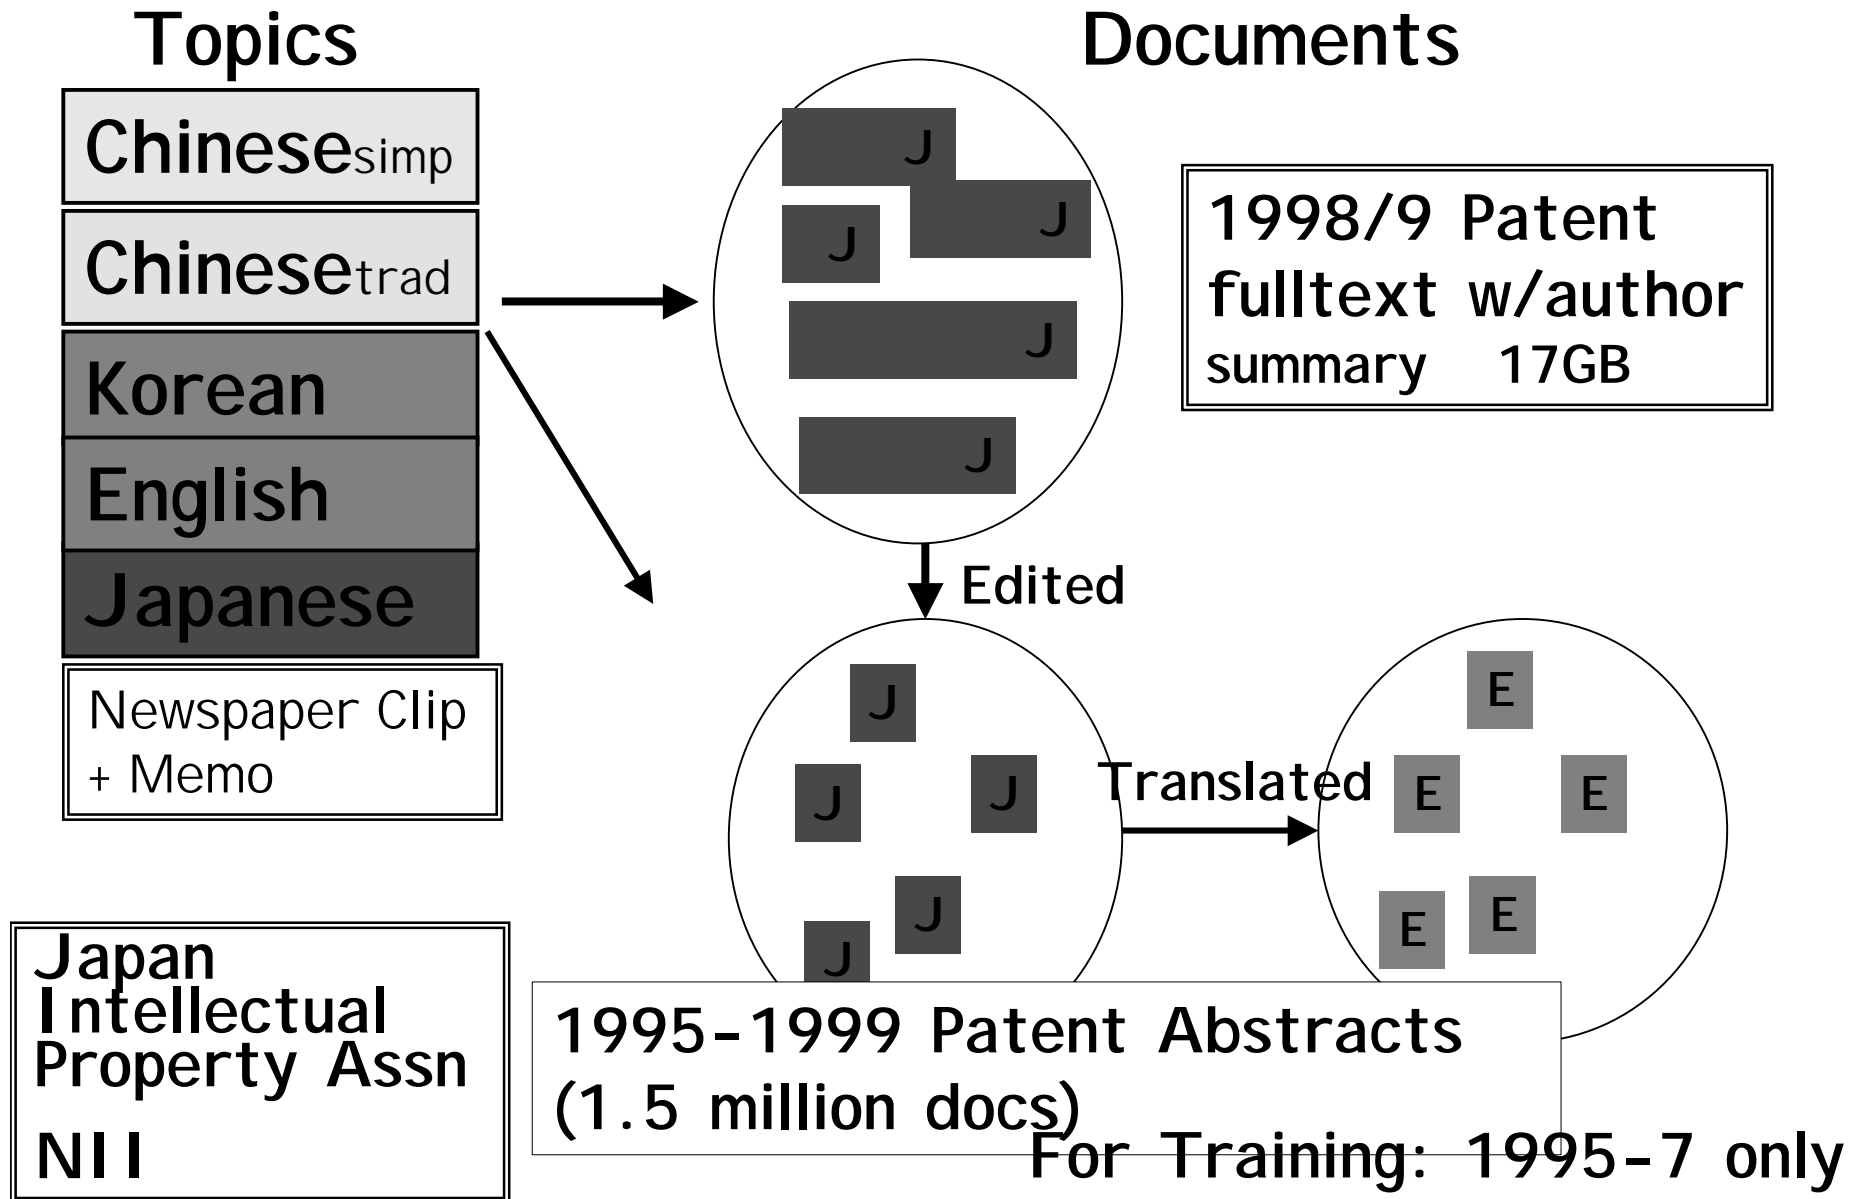 Topics
Documents
Chinesesimp
Chinesetrad
Korean
English
Japanese
Newspaper Clip
+ Memo
J
J
J
J
J
1998/9 Patent
fulltext w/author
summary 17GB
Edited
J
J
J
J
J
Translated
E
E
E
E
E
Japan
Intellectual
Property Assn
NII
1995-1999 Patent Abstracts
(1.5 million docs)
For Training: 1995-7 only